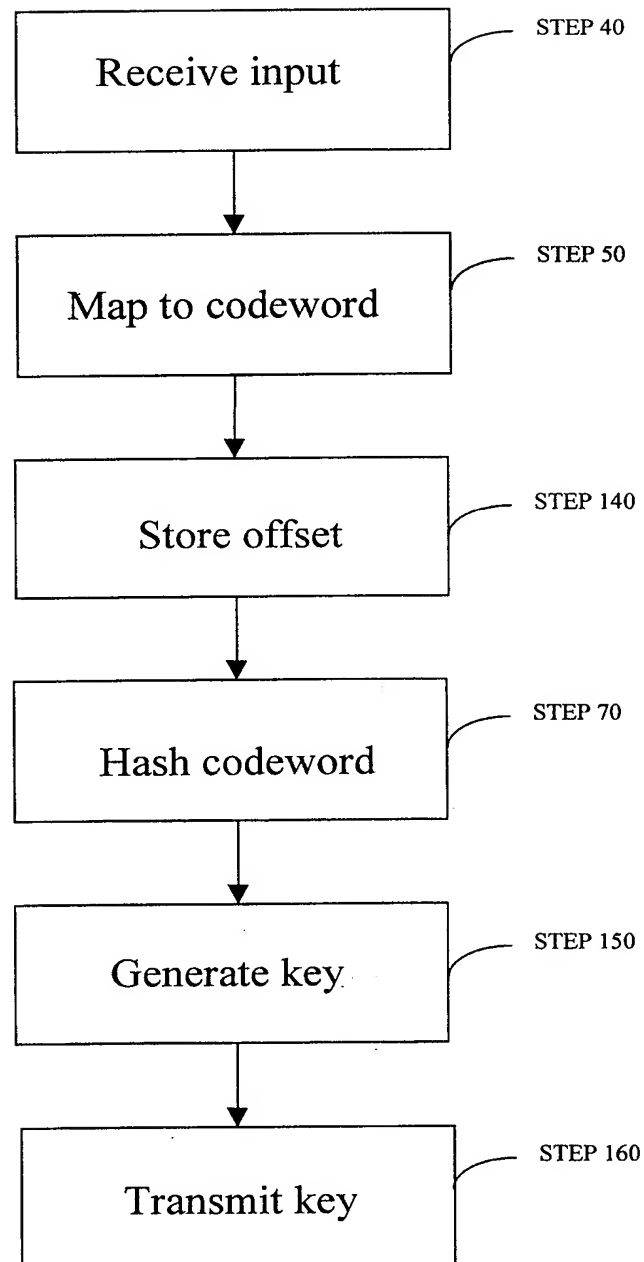 STEP 40
Receive input
STEP 50
Map to codeword
STEP 140
Store offset
STEP 70
Hash codeword
STEP 150
Generate key
STEP 160
Transmit key